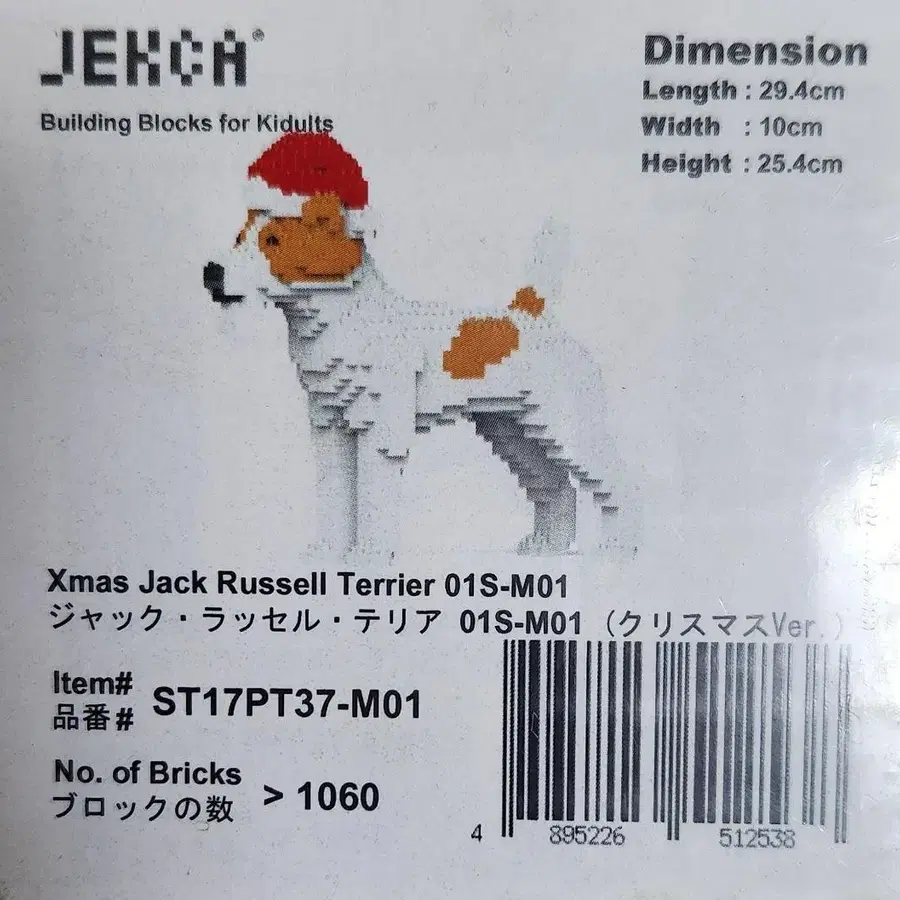 JEKCA®
Building Blocks for Kidults
Dimension
Length : 29.4cm
Width : 10cm
Height : 25.4cm
Xmas Jack Russell Terrier 01S-M01
ジャック・ラッセル・テリア 01S-M01 (クリスマスVer.)
Item#
品番#
ST17PT37-M01
No. of Bricks
ブロックの数
> 1060
4 895226 512538